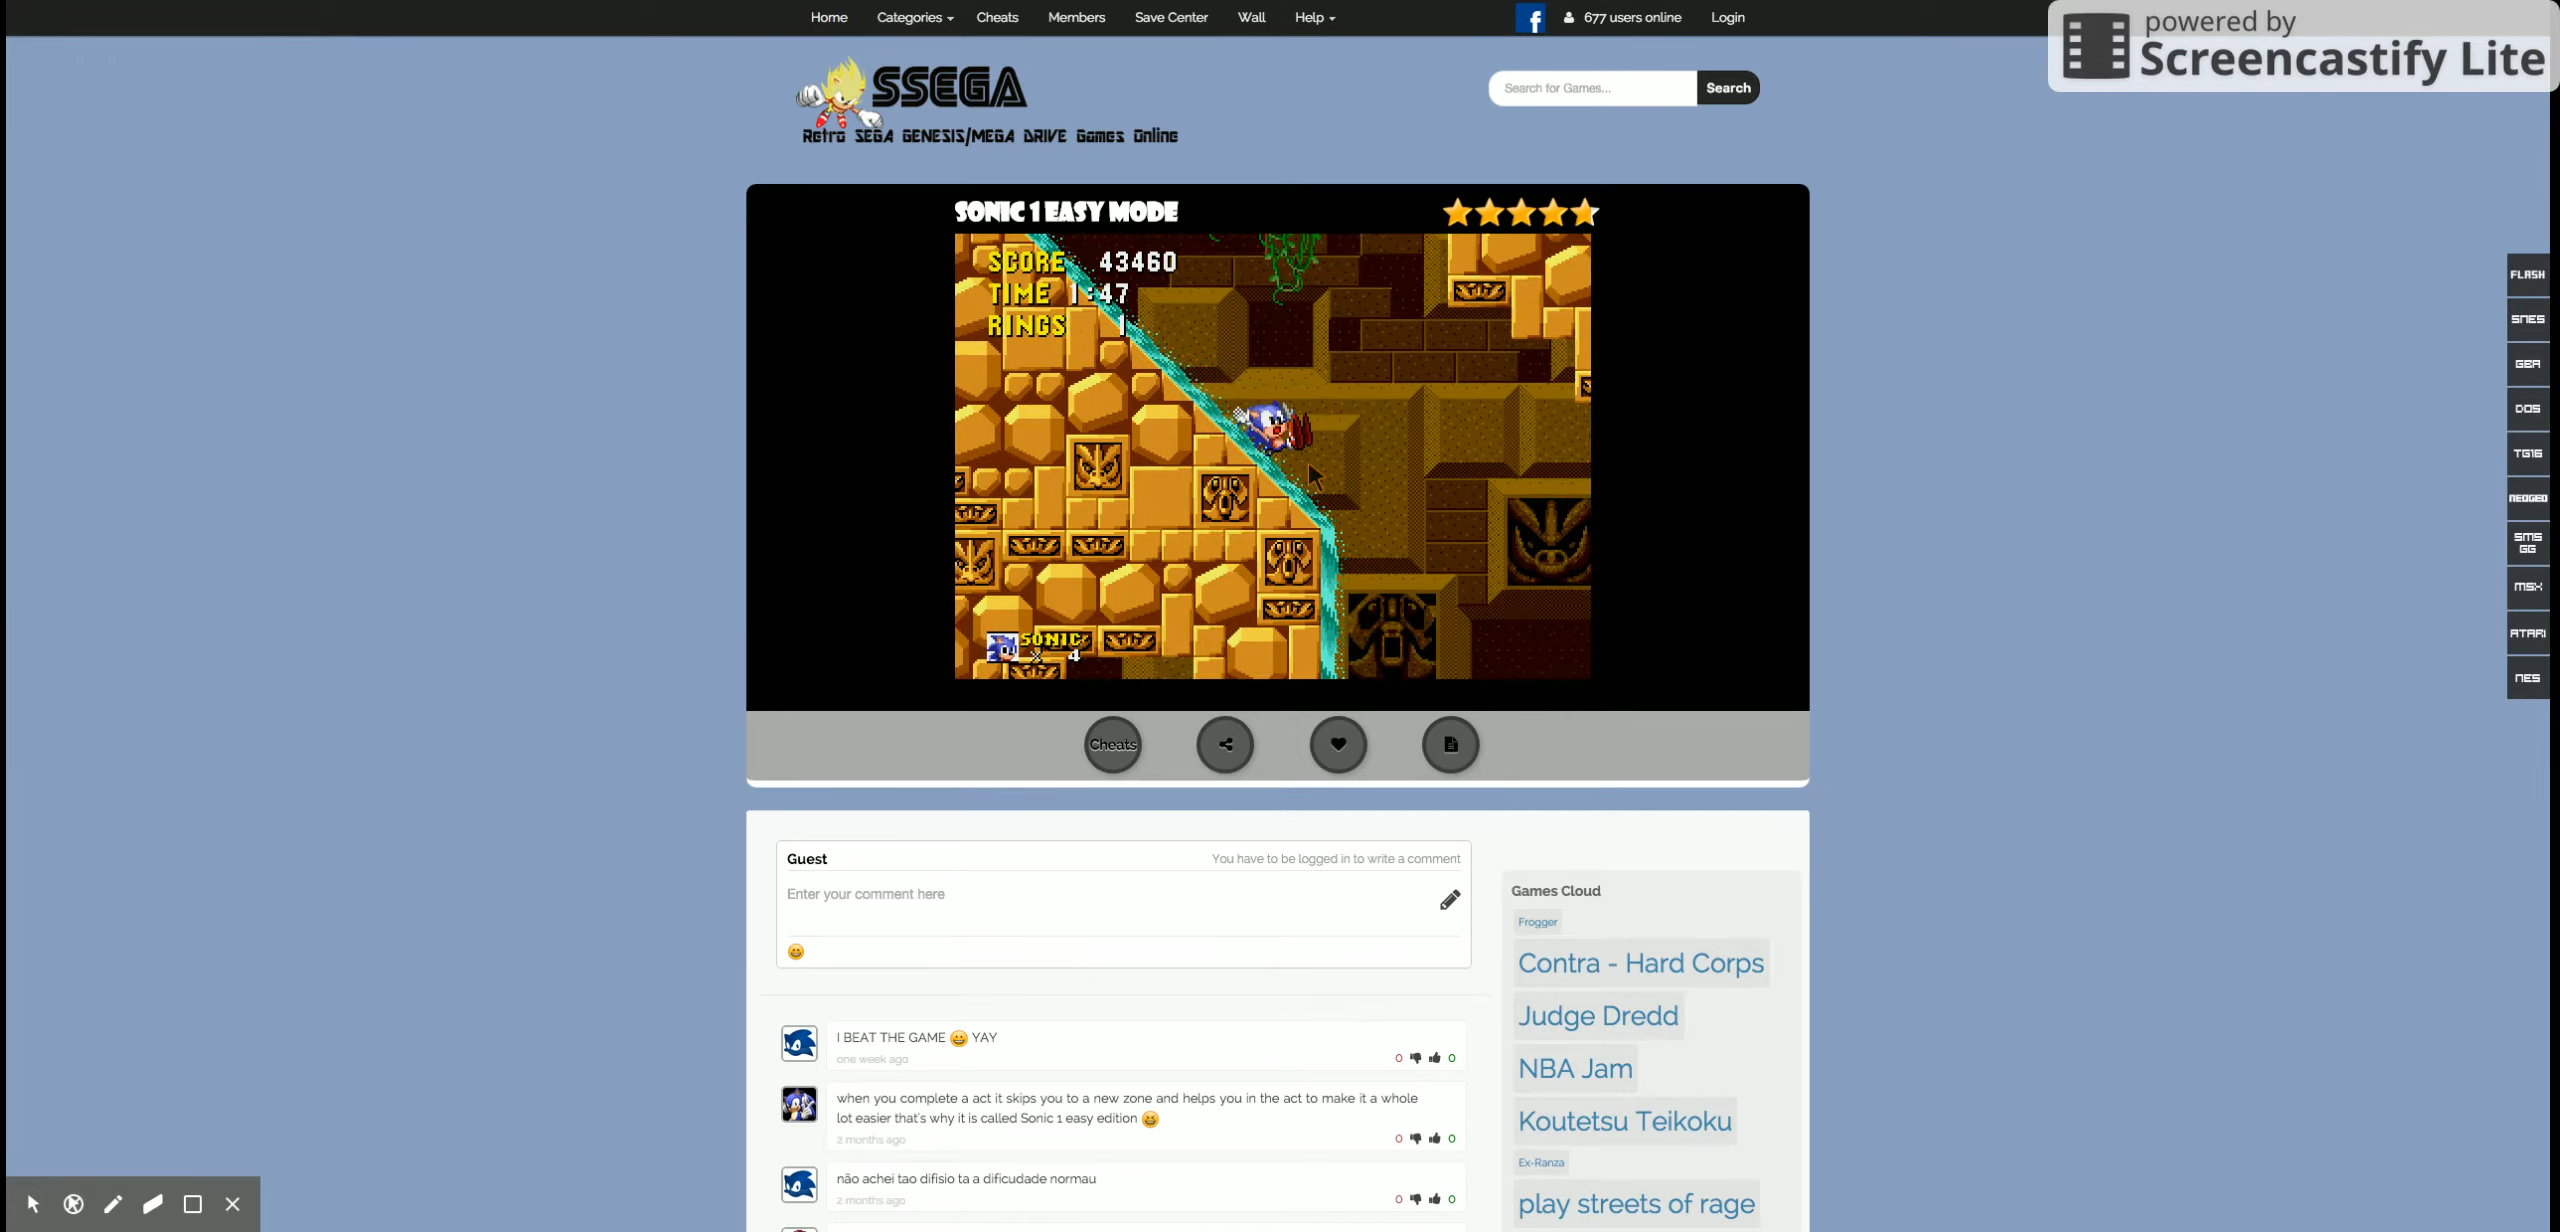 Home Categories Cheats Members Save Center Wall Help 677 users online Login
powered by
Screencastify Lite
SSEGA
Retro SEGA GENESIS/MEGA DRIVE Games Online
Search for Games... Search
SONIC 1 EASY MODE
SCORE 43460
TIME 1:47
RINGS 1
SONIC
× 4
FLASH
SNES
GBA
DOS
TG16
NEOGEO
SMS
GG
MSX
ATARI
NES
Cheats
Guest You have to be logged in to write a comment
Enter your comment here
I BEAT THE GAME 😀 YAY
one week ago
0 0
when you complete a act it skips you to a new zone and helps you in the act to make it a whole
lot easier that's why it is called Sonic 1 easy edition 😆
2 months ago
0 0
não achei tao difisio ta a dificudade normau
2 months ago
0 0
Games Cloud
Frogger
Contra - Hard Corps
Judge Dredd
NBA Jam
Koutetsu Teikoku
Ex-Ranza
play streets of rage